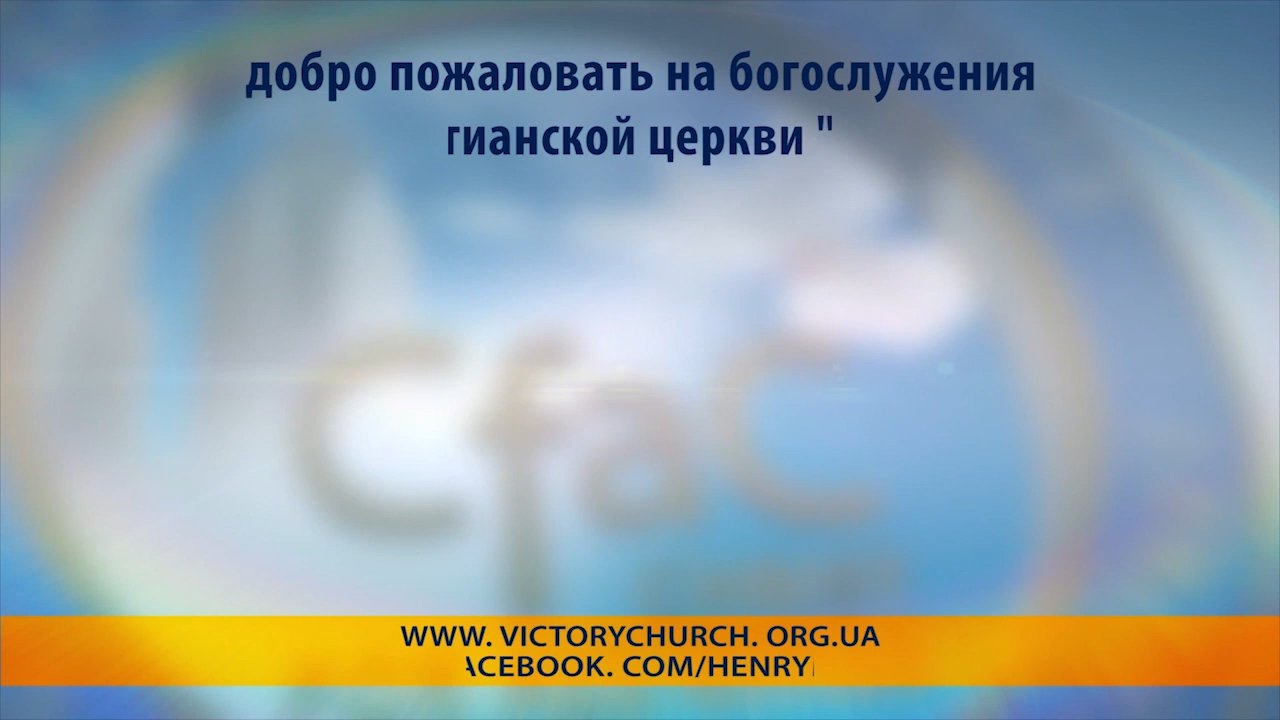 добро пожаловать на богослужения
гианской церкви "
CfaC
WWW. VICTORYCHURCH. ORG.UA
ACEBOOK. COM/HENRY